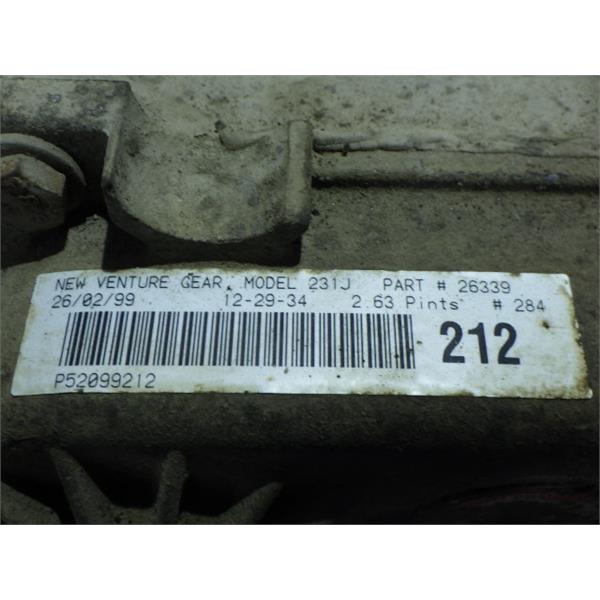 NEW VENTURE GEAR, MODEL 231J PART # 26339
26/02/99 12-29-34 2.63 Pints # 284
212
P52099212